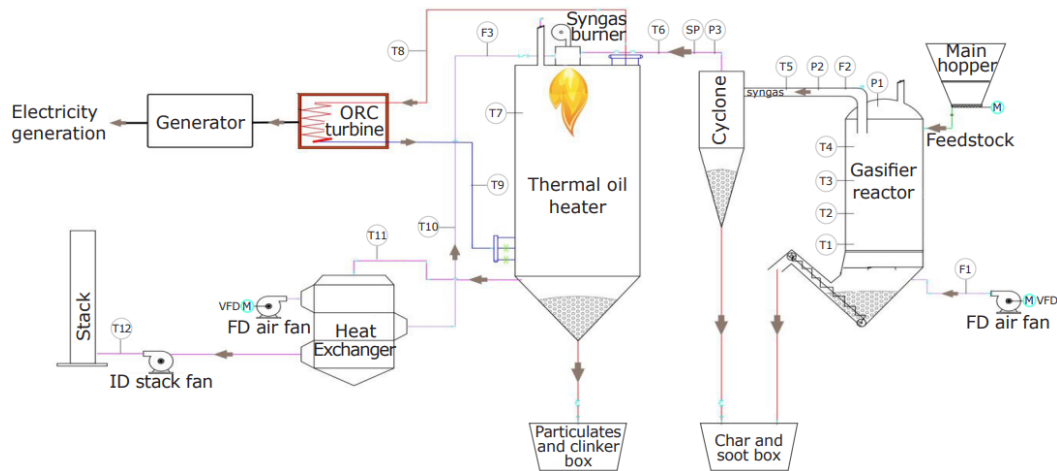 Syngas
burner
T8
F3
T6
SP
P3
T5
P2
F2
P1
Main
hopper
M
syngas
Feedstock
Electricity
generation
Generator
ORC
turbine
T7
Cyclone
T4
Gasifier
reactor
T3
T2
T1
T9
Thermal oil
heater
T10
T11
F1
M
VFD
FD air fan
VFD
M
FD air fan
Heat
Exchanger
Stack
T12
ID stack fan
Particulates
and clinker
box
Char and
soot box